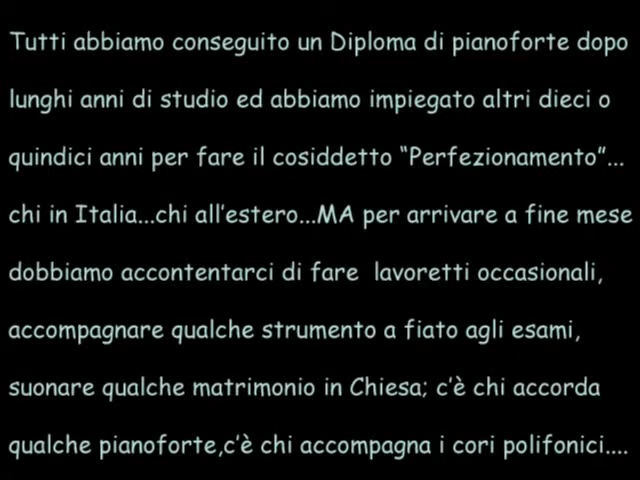 Tutti abbiamo conseguito un Diploma di pianoforte dopo
lunghi anni di studio ed abbiamo impiegato altri dieci o
quindici anni per fare il cosiddetto “Perfezionamento”...
chi in Italia...chi all’estero...MA per arrivare a fine mese
dobbiamo accontentarci di fare  lavoretti occasionali,
accompagnare qualche strumento a fiato agli esami,
suonare qualche matrimonio in Chiesa; c’è chi accorda
qualche pianoforte,c’è chi accompagna i cori polifonici....